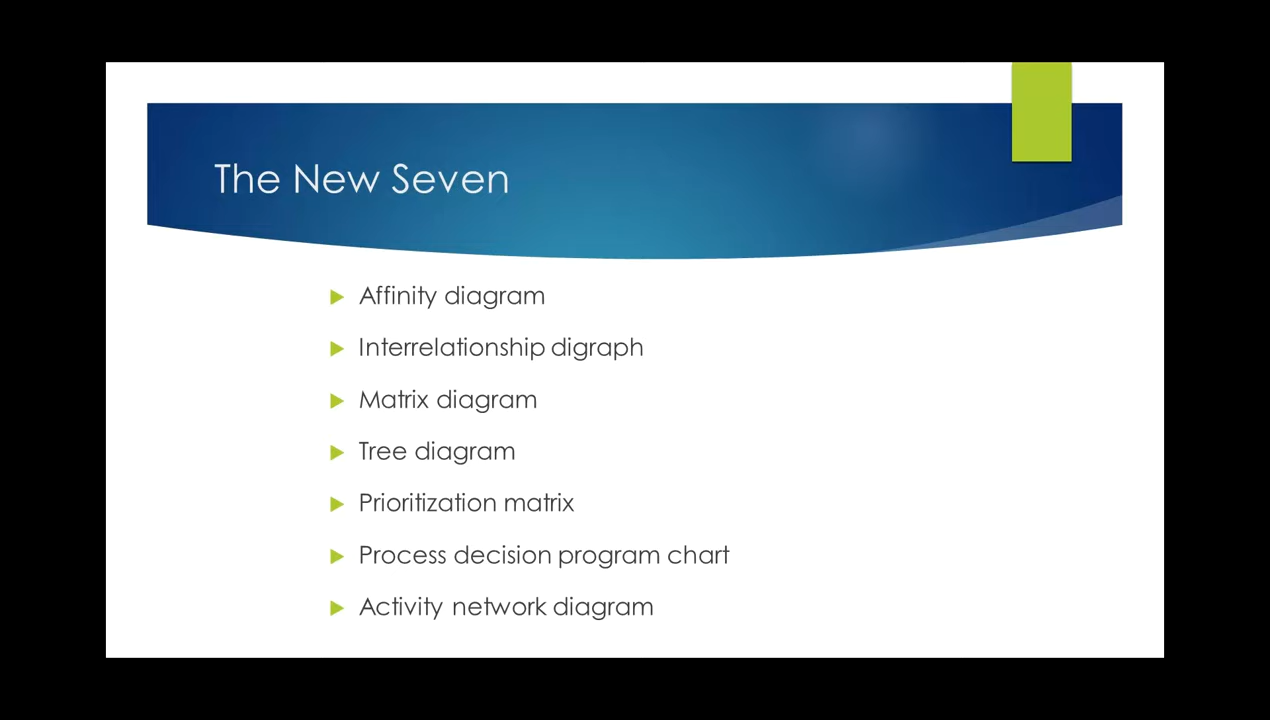 The New Seven
Affinity diagram
Interrelationship digraph
Matrix diagram
Tree diagram
Prioritization matrix
Process decision program chart
Activity network diagram